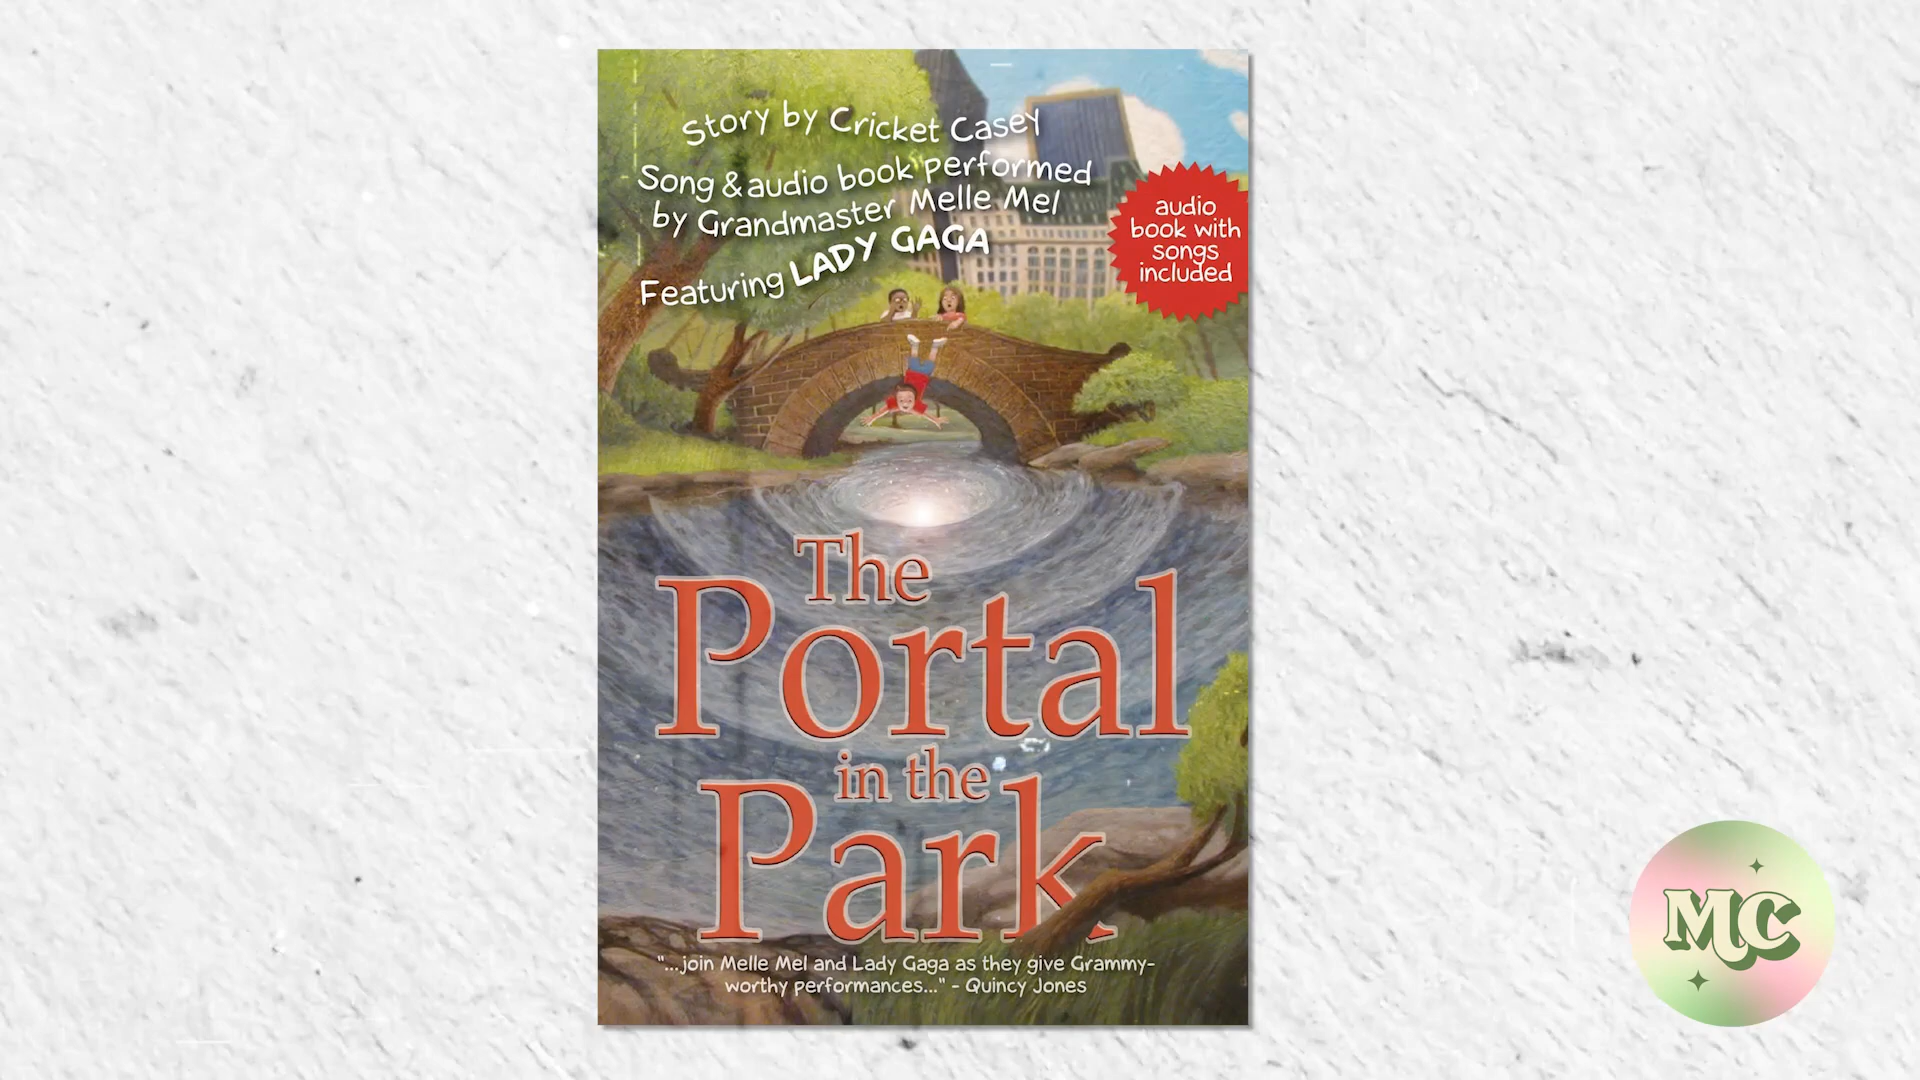 Story by Cricket Casey
Song & audio book performed
by Grandmaster Melle Mel
Featuring LADY GAGA
audio
book with
songs
included
The
Portal
in the
Park
"...join Melle Mel and Lady Gaga as they give Grammy-
worthy performances..." - Quincy Jones
MC